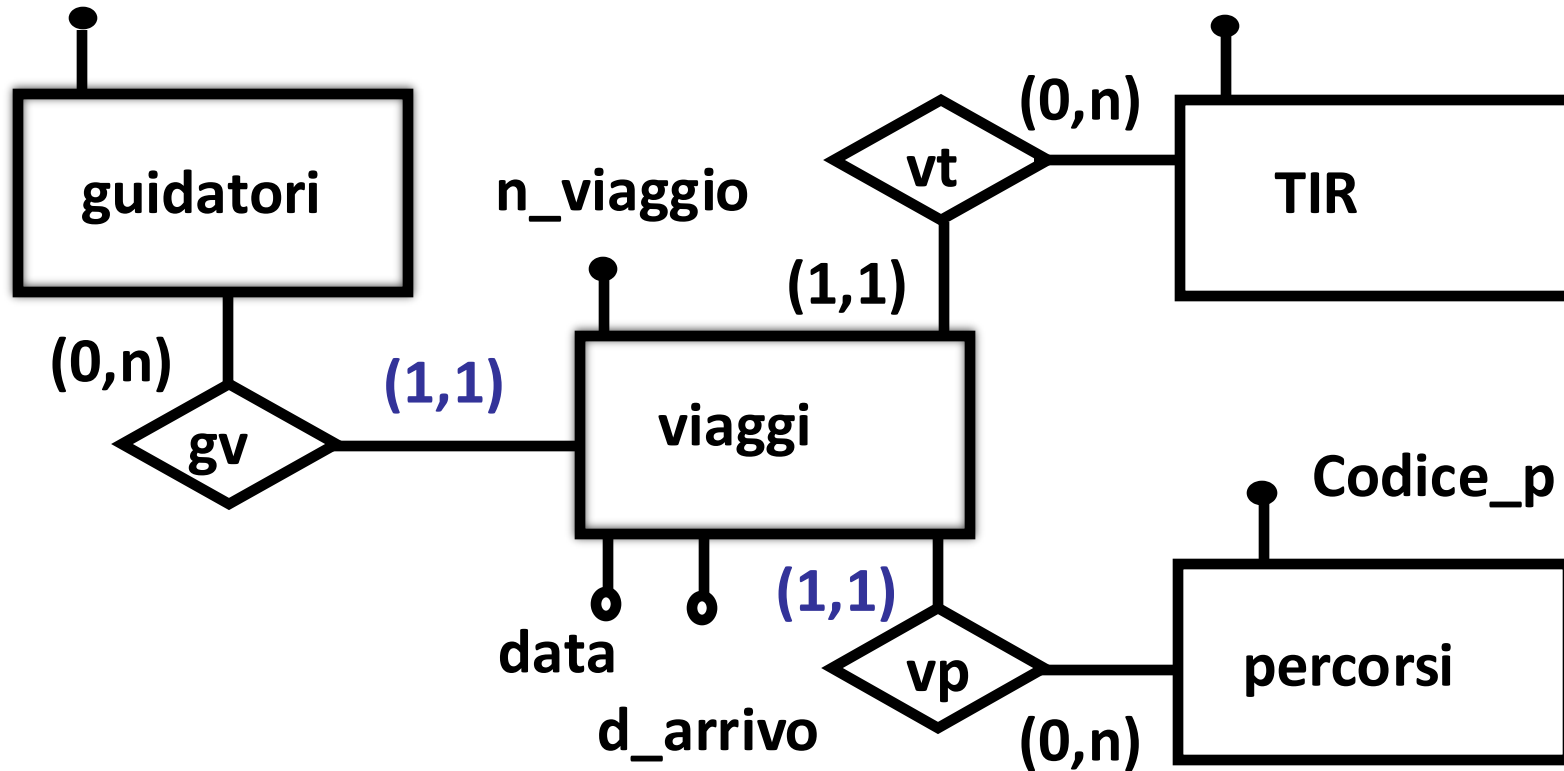 (0,n)
vt
guidatori
n_viaggio
TIR
(1,1)
(0,n)
(1,1)
gv
viaggi
Codice_p
(1,1)
data
vp
percorsi
d_arrivo
(0,n)